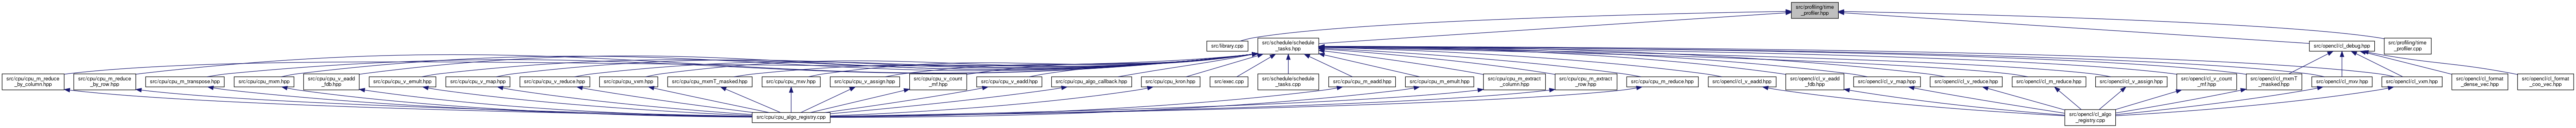 src/profiling/time
_profiler.hpp
src/library.cpp
src/schedule/schedule
_tasks.hpp
src/opencl/cl_debug.hpp
src/profiling/time
_profiler.cpp
src/cpu/cpu_m_reduce
_by_column.hpp
src/cpu/cpu_m_reduce
_by_row.hpp
src/cpu/cpu_m_transpose.hpp
src/cpu/cpu_mxm.hpp
src/cpu/cpu_v_eadd
_fdb.hpp
src/cpu/cpu_v_emult.hpp
src/cpu/cpu_v_map.hpp
src/cpu/cpu_v_reduce.hpp
src/cpu/cpu_vxm.hpp
src/cpu/cpu_mxmT_masked.hpp
src/cpu/cpu_mxv.hpp
src/cpu/cpu_v_assign.hpp
src/cpu/cpu_v_count
_mf.hpp
src/cpu/cpu_v_eadd.hpp
src/cpu/cpu_algo_callback.hpp
src/cpu/cpu_kron.hpp
src/exec.cpp
src/schedule/schedule
_tasks.cpp
src/cpu/cpu_m_eadd.hpp
src/cpu/cpu_m_emult.hpp
src/cpu/cpu_m_extract
_column.hpp
src/cpu/cpu_m_extract
_row.hpp
src/cpu/cpu_m_reduce.hpp
src/opencl/cl_v_eadd.hpp
src/opencl/cl_v_eadd
_fdb.hpp
src/opencl/cl_v_map.hpp
src/opencl/cl_v_reduce.hpp
src/opencl/cl_m_reduce.hpp
src/opencl/cl_v_assign.hpp
src/opencl/cl_v_count
_mf.hpp
src/opencl/cl_mxmT
_masked.hpp
src/opencl/cl_mxv.hpp
src/opencl/cl_vxm.hpp
src/opencl/cl_format
_dense_vec.hpp
src/opencl/cl_format
_coo_vec.hpp
src/cpu/cpu_algo_registry.cpp
src/opencl/cl_algo
_registry.cpp